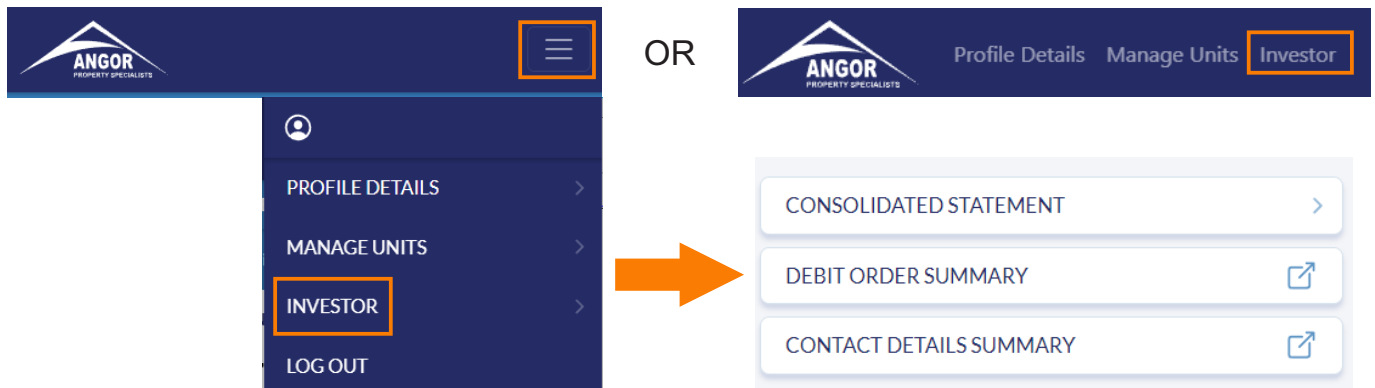 ANGOR
PROPERTY SPECIALISTS
OR
ANGOR
PROPERTY SPECIALISTS
Profile Details Manage Units Investor
PROFILE DETAILS
MANAGE UNITS
INVESTOR
LOG OUT
CONSOLIDATED STATEMENT
DEBIT ORDER SUMMARY
CONTACT DETAILS SUMMARY